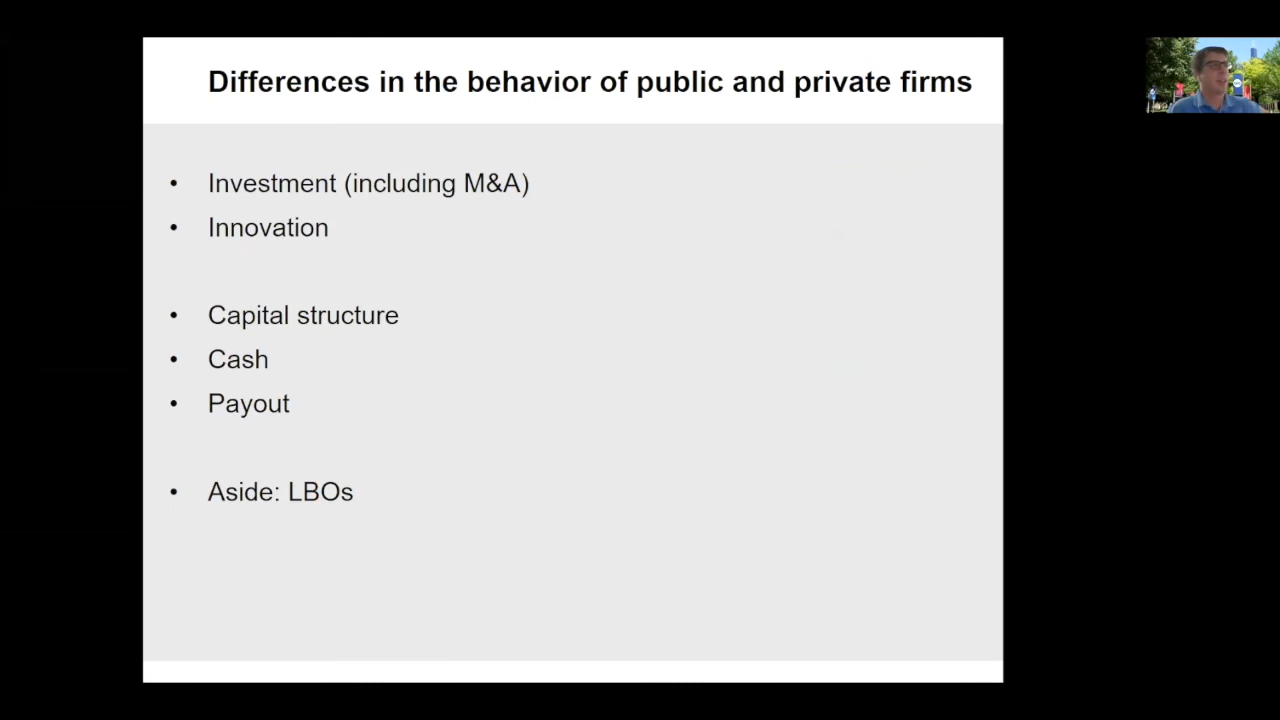 Differences in the behavior of public and private firms
• Investment (including M&A)
• Innovation
• Capital structure
• Cash
• Payout
• Aside: LBOs